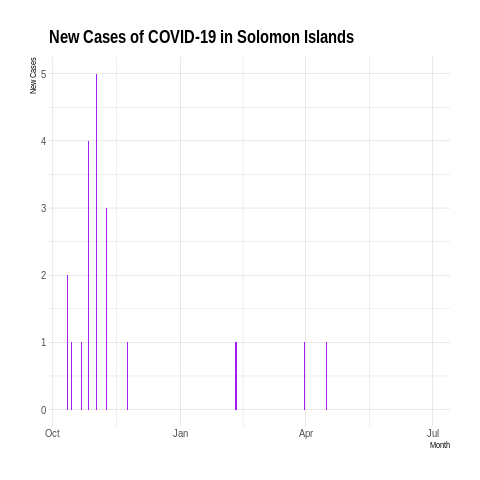 New Cases of COVID-19 in Solomon Islands
New Cases
5
4
3
2
1
0
Oct
Jan
Apr
Jul
Month